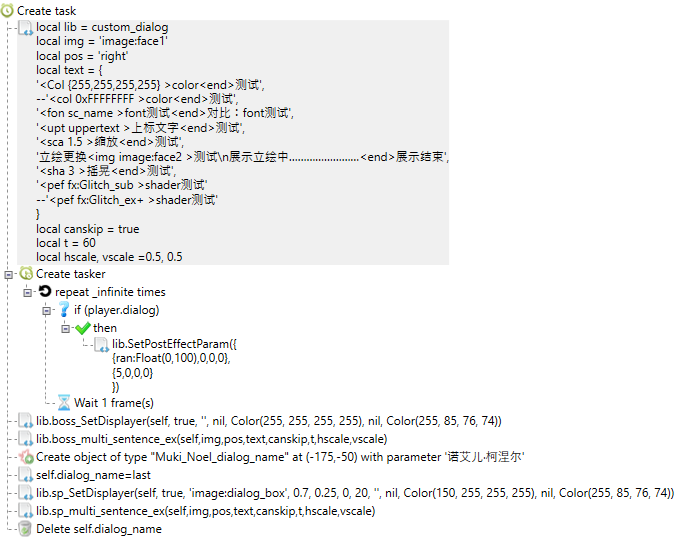 Create task
local lib = custom_dialog
local img = 'image:face1'
local pos = 'right'
local text = {
'<Col {255,255,255,255} >color<end>测试',
--'<col 0xFFFFFFFF >color<end>测试',
'<fon sc_name >font测试<end>对比：font测试',
'<upt uppertext >上标文字<end>测试',
'<sca 1.5 >缩放<end>测试',
'立绘更换<img image:face2 >测试\n展示立绘中........................<end>展示结束',
'<sha 3 >摇晃<end>测试',
'<pef fx:Glitch_sub >shader测试'
--'<pef fx:Glitch_ex+ >shader测试'
}
local canskip = true
local t = 60
local hscale, vscale =0.5, 0.5
Create tasker
repeat _infinite times
if (player.dialog)
then
lib.SetPostEffectParam({
{ran:Float(0,100),0,0,0},
{5,0,0,0}
})
Wait 1 frame(s)
lib.boss_SetDisplayer(self, true, '', nil, Color(255, 255, 255, 255), nil, Color(255, 85, 76, 74))
lib.boss_multi_sentence_ex(self,img,pos,text,canskip,t,hscale,vscale)
Create object of type "Muki_Noel_dialog_name" at (-175,-50) with parameter '诺艾儿·柯涅尔'
self.dialog_name=last
lib.sp_SetDisplayer(self, true, 'image:dialog_box', 0.7, 0.25, 0, 20, '', nil, Color(150, 255, 255, 255), nil, Color(255, 85, 76, 74))
lib.sp_multi_sentence_ex(self,img,pos,text,canskip,t,hscale,vscale)
Delete self.dialog_name